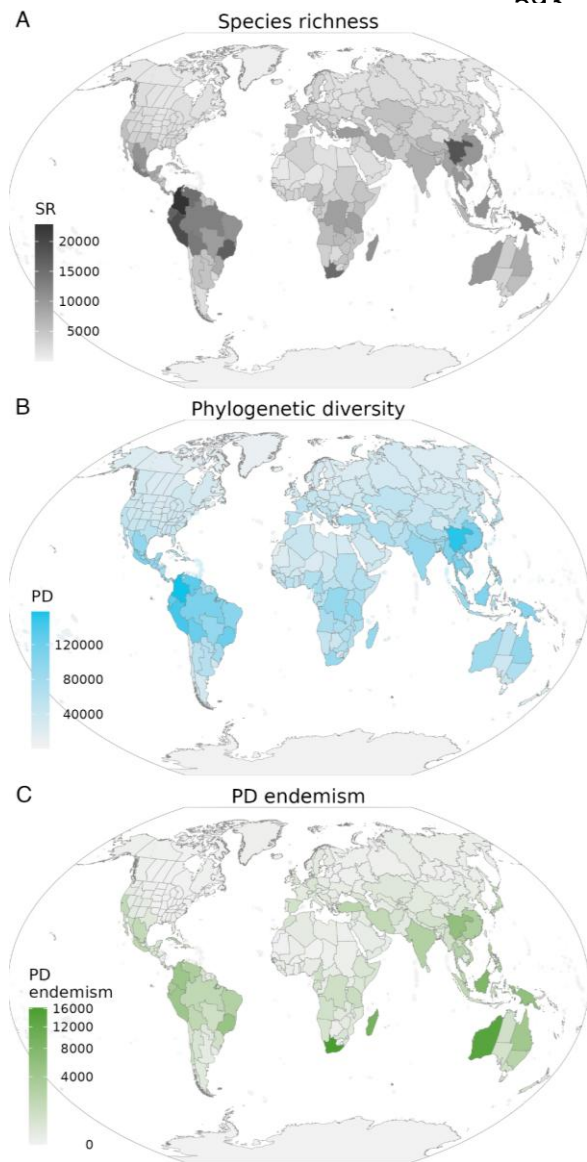 A
Species richness
SR
20000
15000
10000
5000
B
Phylogenetic diversity
PD
120000
80000
40000
C
PD endemism
PD
endemism
16000
12000
8000
4000
0